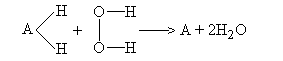 H O—H
A + ⟶ A + 2H₂O
H O—H